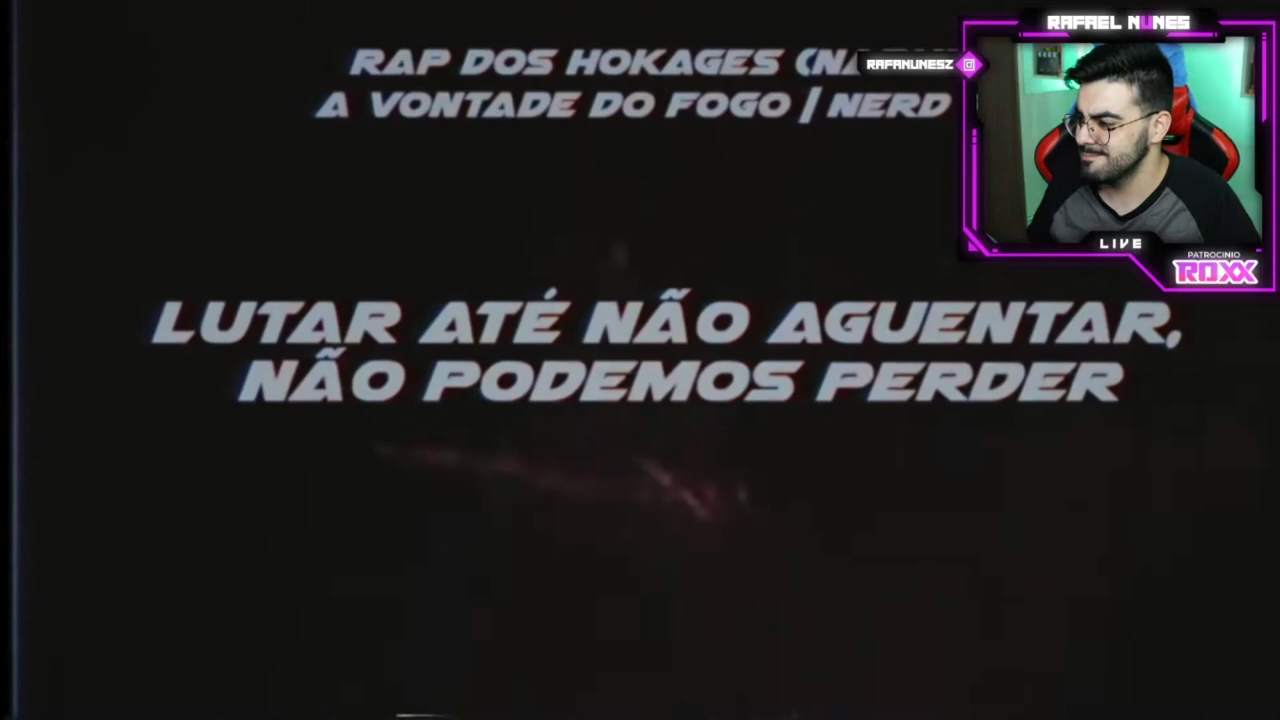 RAP DOS HOKAGES
A VONTADE DO FOGO | NERD
RAFAEL NUNES
RAFANUNESZ
LUTAR ATÉ NÃO AGUENTAR,
NÃO PODEMOS PERDER
LIVE
PATROCINIO
ROXX